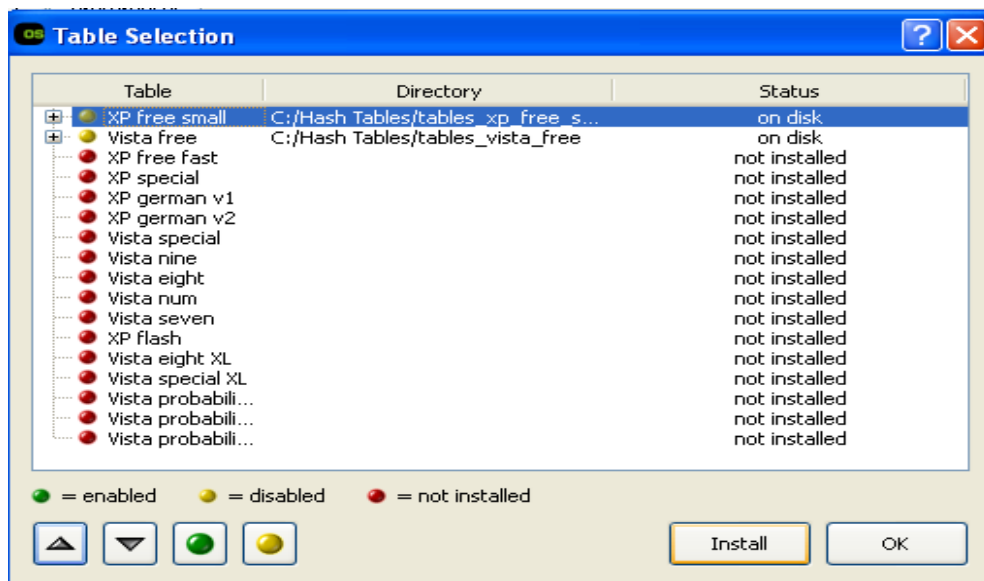 OS Table Selection
Table Directory Status
XP free small C:/Hash Tables/tables_xp_free_s... on disk
Vista free C:/Hash Tables/tables_vista_free on disk
XP free fast not installed
XP special not installed
XP german v1 not installed
XP german v2 not installed
Vista special not installed
Vista nine not installed
Vista eight not installed
Vista num not installed
Vista seven not installed
XP flash not installed
Vista eight XL not installed
Vista special XL not installed
Vista probabili... not installed
Vista probabili... not installed
Vista probabili... not installed
= enabled = disabled = not installed
Install OK